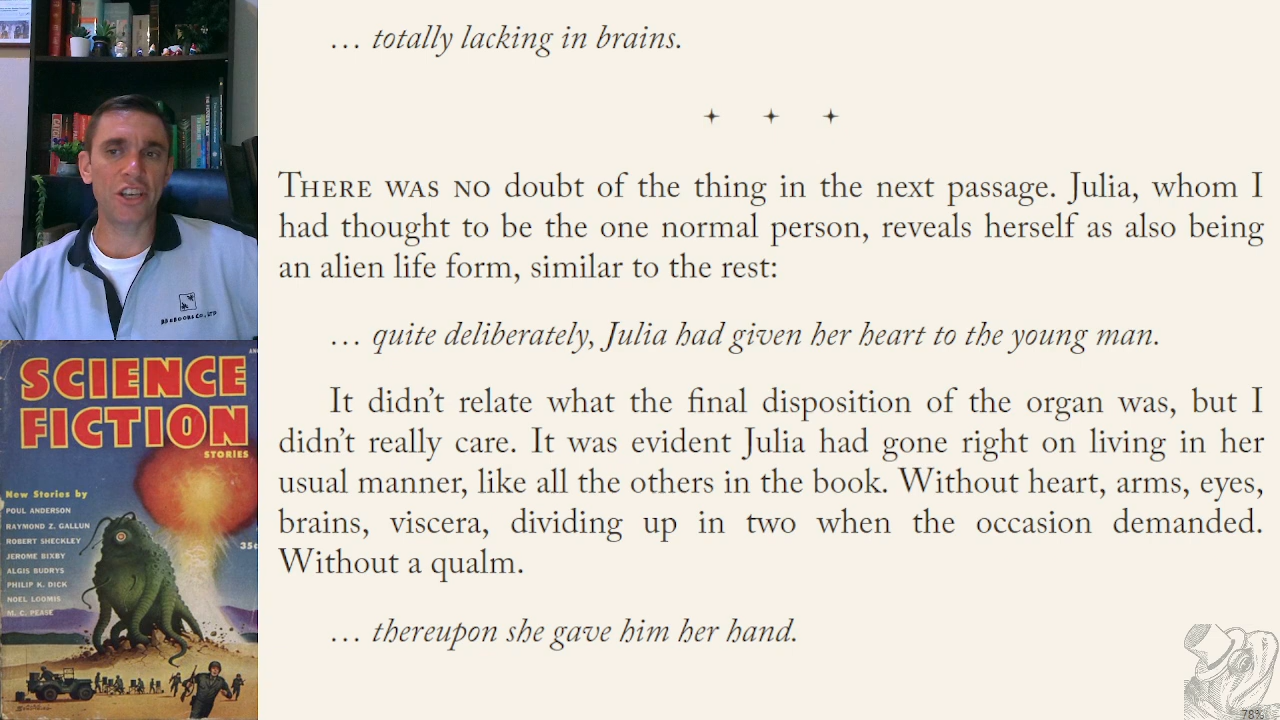 … totally lacking in brains.
THERE WAS NO doubt of the thing in the next passage. Julia, whom I
had thought to be the one normal person, reveals herself as also being
an alien life form, similar to the rest:
… quite deliberately, Julia had given her heart to the young man.
It didn’t relate what the final disposition of the organ was, but I
didn’t really care. It was evident Julia had gone right on living in her
usual manner, like all the others in the book. Without heart, arms, eyes,
brains, viscera, dividing up in two when the occasion demanded.
Without a qualm.
… thereupon she gave him her hand.
SCIENCE
FICTION
STORIES
New Stories by
POUL ANDERSON
RAYMOND Z. GALLUN
ROBERT SHECKLEY
35¢
JEROME BIXBY
ALGIS BUDRYS
PHILIP K. DICK
NOEL LOOMIS
M. C. PEASE
78%